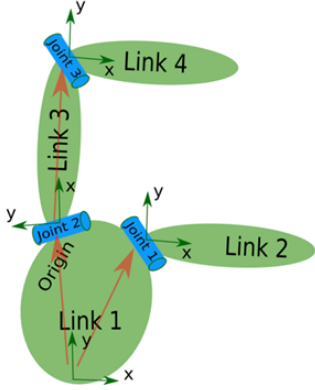 y
Joint 3
x
Link 4
Link 3
x
y
Joint 2
y
Joint 1
x
Link 2
Origin
Link 1
y
x